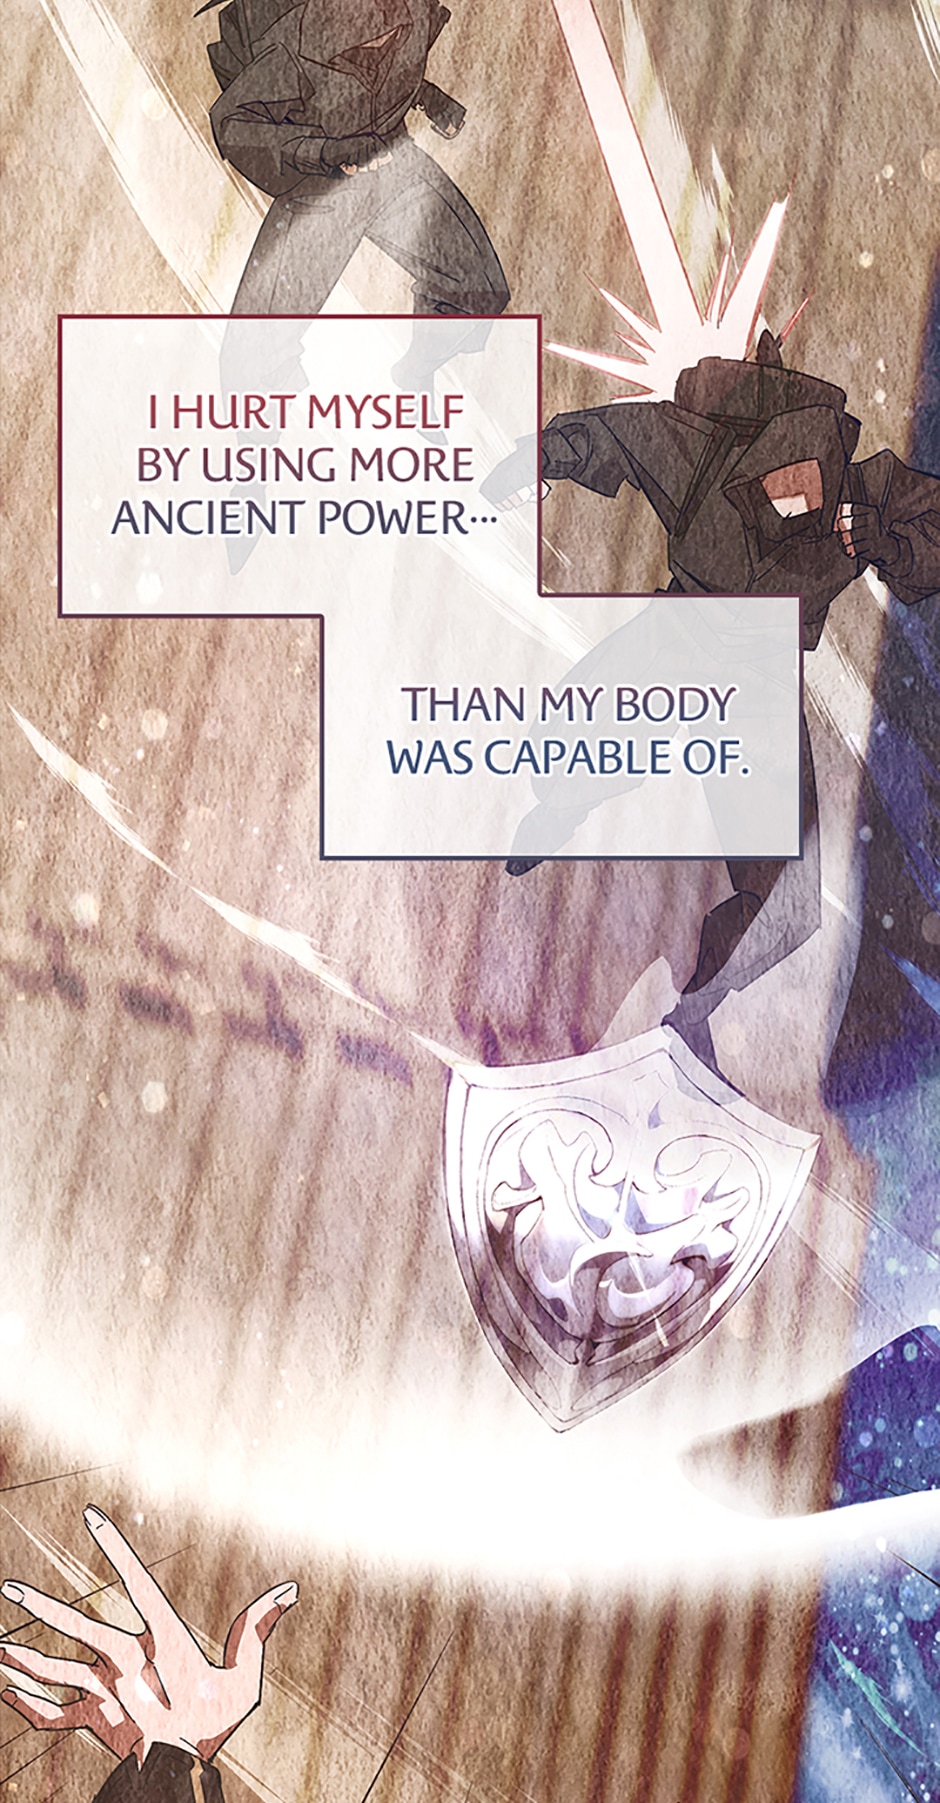 I HURT MYSELF
BY USING MORE
ANCIENT POWER...
THAN MY BODY
WAS CAPABLE OF.